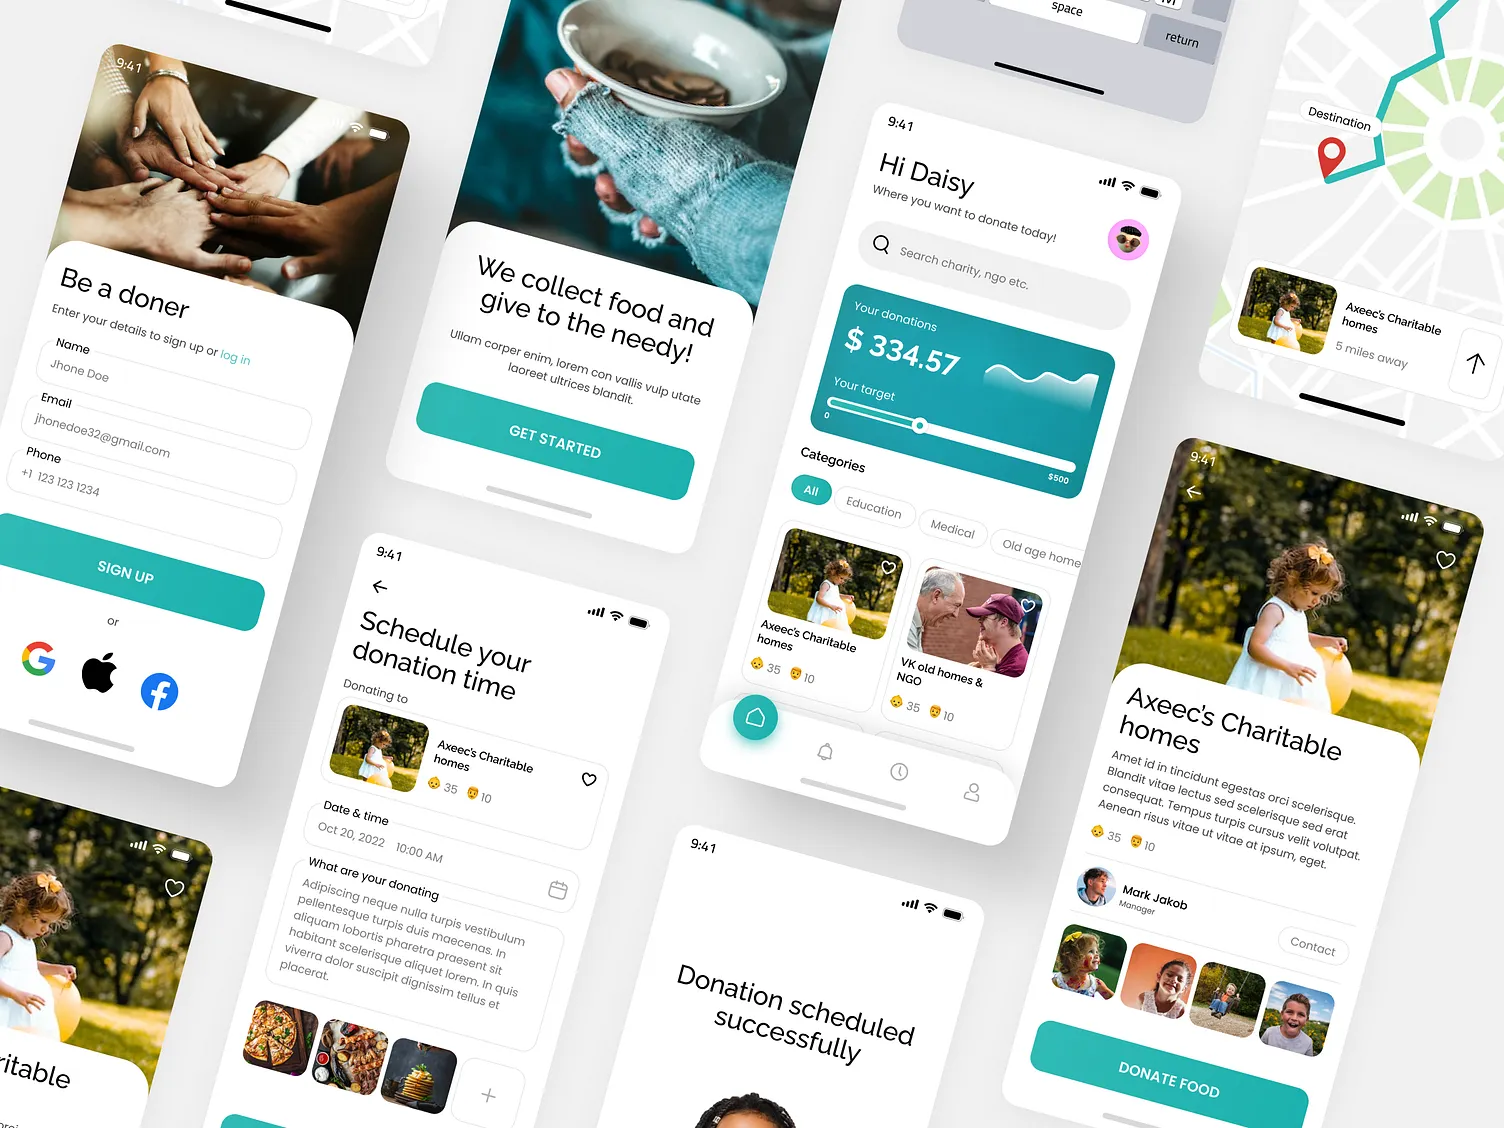 9:41
Be a doner
Enter your details to sign up or log in
Name
Jhone Doe
Email
jhonedoe32@gmail.com
Phone
+1 123 123 1234
SIGN UP
or
We collect food and
give to the needy!
Ullam corper enim, lorem con vallis vulp utate
laoreet ultrices blandit.
GET STARTED
space
return
9:41
Hi Daisy
Where you want to donate today!
Search charity, ngo etc.
Your donations
$ 334.57
Your target
0
$500
Categories
All
Education
Medical
Old age home
Axeec's Charitable
homes
35
10
VK old homes &
NGO
35
10
Destination
Axeec's Charitable
homes
5 miles away
9:41
Schedule your
donation time
Donating to
Axeec's Charitable
homes
35
10
Date & time
Oct 20, 2022 10:00 AM
What are your donating
Adipiscing neque nulla turpis vestibulum
pellentesque turpis duis maecenas. In
aliquam lobortis pharetra praesent sit
habitant scelerisque aliquet lorem. In quis
viverra dolor suscipit dignissim tellus et
placerat.
9:41
Donation scheduled
successfully
9:41
Axeec's Charitable
homes
Amet id in tincidunt egestas orci scelerisque.
Blandit vitae lectus sed scelerisque sed erat
consequat. Tempus turpis cursus velit volutpat.
Aenean risus vitae ut vitae at ipsum, eget.
35
10
Mark Jakob
Manager
Contact
DONATE FOOD
ritable